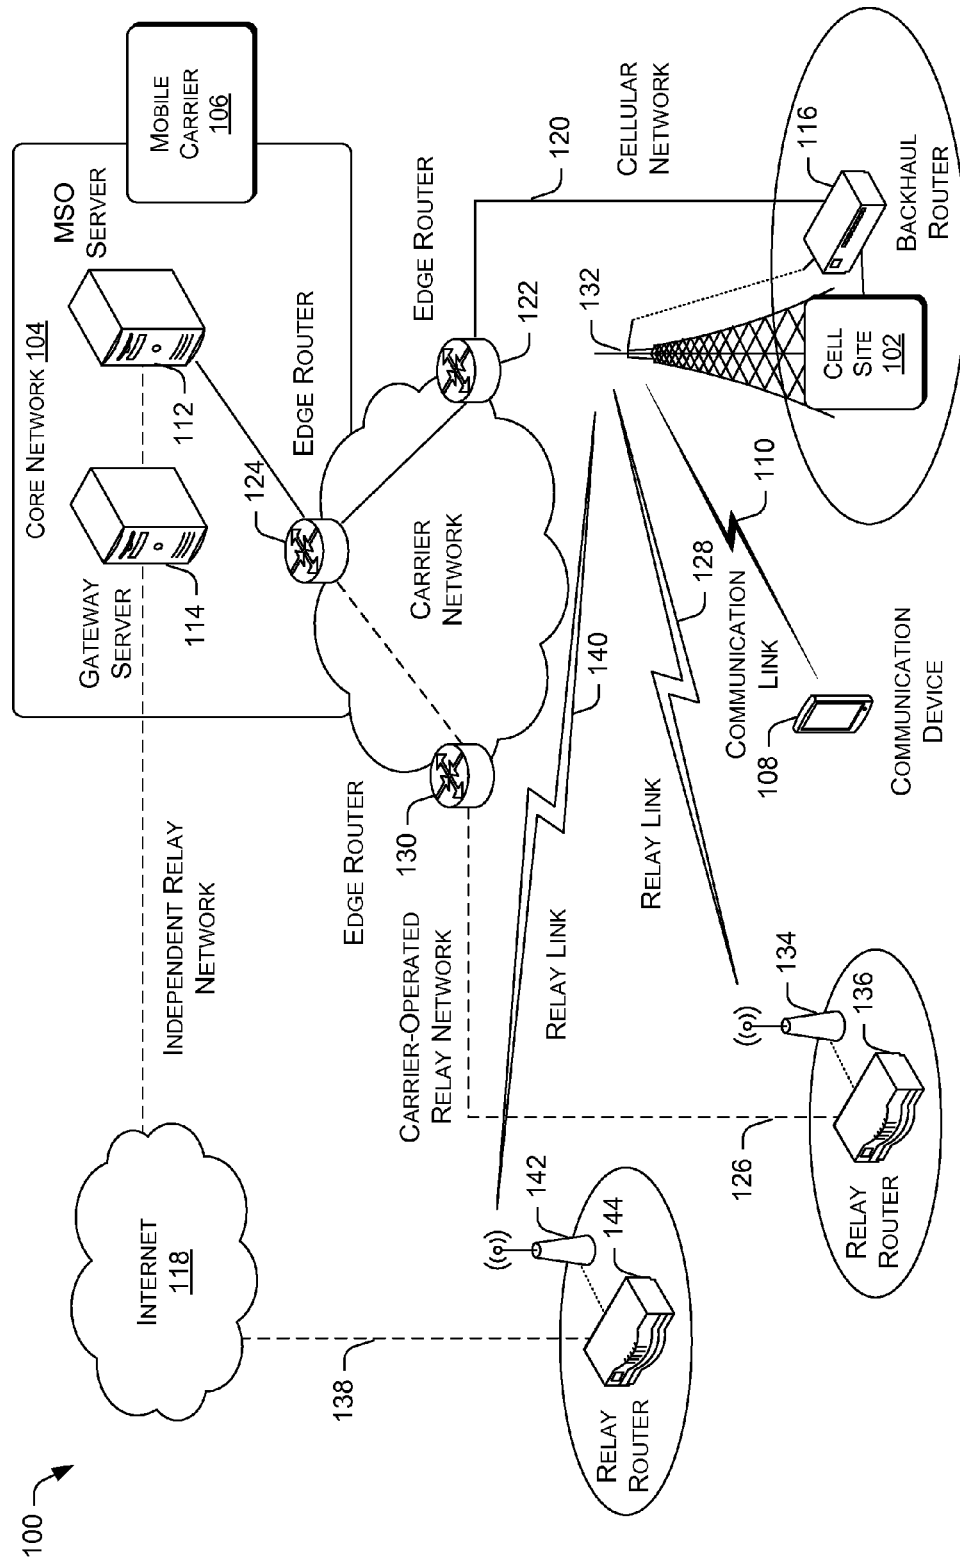 100
INTERNET
118
INDEPENDENT RELAY
NETWORK
GATEWAY
SERVER
114
CORE NETWORK 104
MSO
SERVER
112
MOBILE
CARRIER
106
138
CARRIER-OPERATED
RELAY NETWORK
EDGE ROUTER
130
CARRIER
NETWORK
124
EDGE ROUTER
EDGE ROUTER
122
120
CELLULAR
NETWORK
RELAY LINK
140
RELAY LINK
128
132
142
144
RELAY
ROUTER
126
134
136
RELAY
ROUTER
COMMUNICATION
LINK
110
108
COMMUNICATION
DEVICE
CELL
SITE
102
116
BACKHAUL
ROUTER